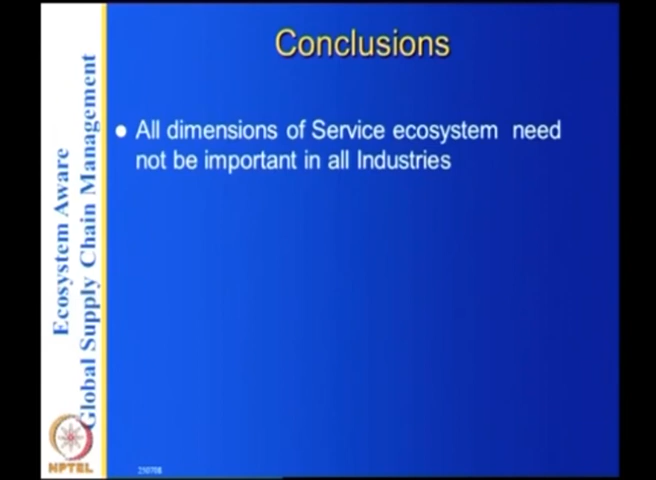 Conclusions
All dimensions of Service ecosystem need
not be important in all Industries
Ecosystem Aware
Global Supply Chain Management
NPTEL
250708